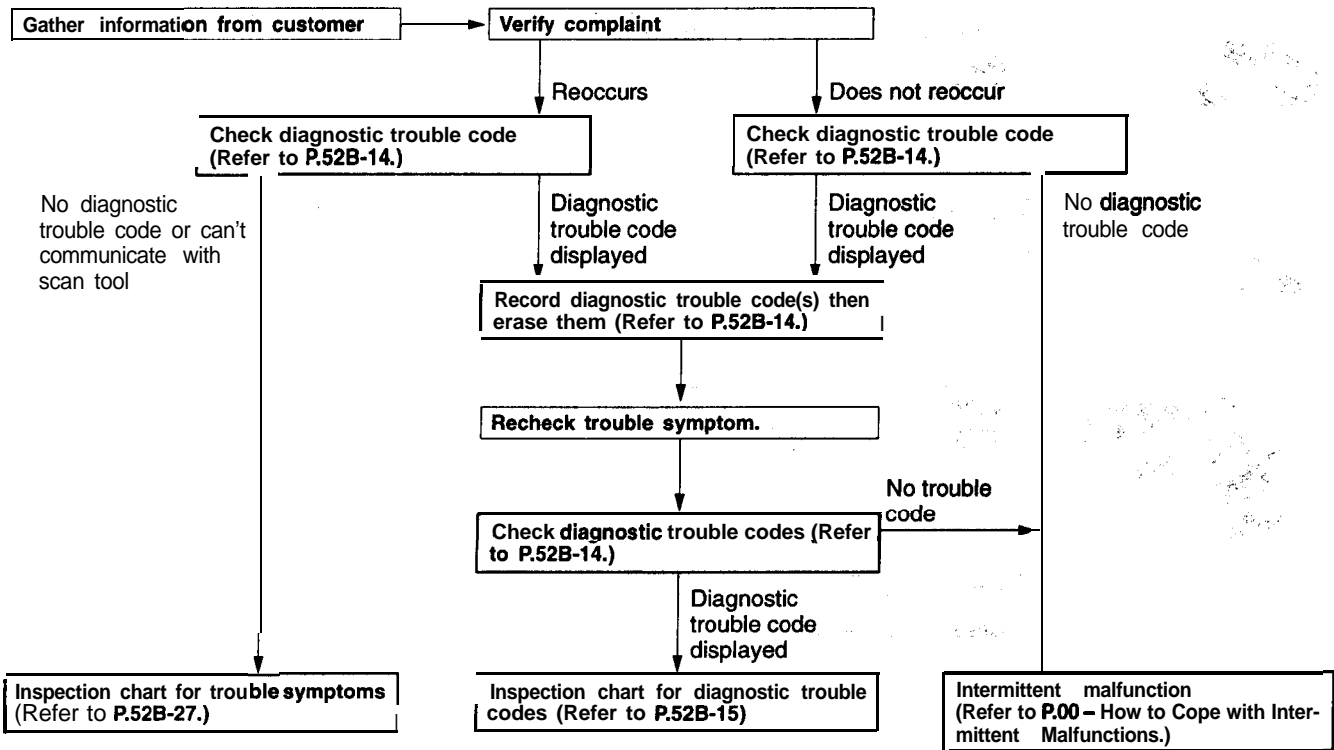 Gather information from customer
Verify complaint
Reoccurs
Does not reoccur
Check diagnostic trouble code
(Refer to P.52B-14.)
Check diagnostic trouble code
(Refer to P.52B-14.)
No diagnostic
trouble code or can't
communicate with
scan tool
Diagnostic
trouble code
displayed
Diagnostic
trouble code
displayed
No diagnostic
trouble code
Record diagnostic trouble code(s) then
erase them (Refer to P.52B-14.)
Recheck trouble symptom.
No trouble
code
Check diagnostic trouble codes (Refer
to P.52B-14.)
Diagnostic
trouble code
displayed
Inspection chart for trouble symptoms
(Refer to P.52B-27.)
Inspection chart for diagnostic trouble
codes (Refer to P.52B-15)
Intermittent malfunction
(Refer to P.00 – How to Cope with Inter-
mittent Malfunctions.)